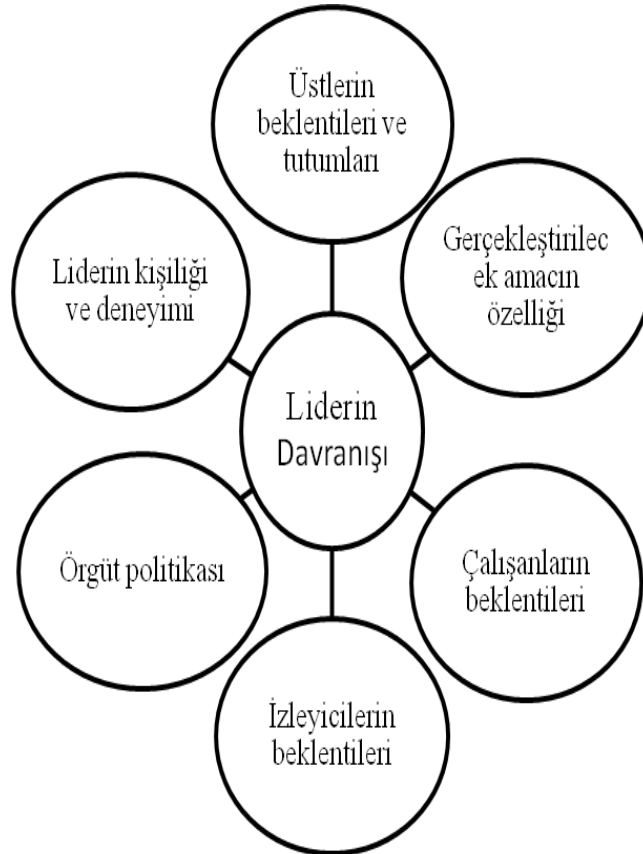 Üstlerin
beklentileri ve
tutumları
Gerçekleştirilec
ek amacın
özelliği
Liderin kişiliği
ve deneyimi
Liderin
Davranışı
Örgüt politikası
Çalışanların
beklentileri
İzleyicilerin
beklentileri